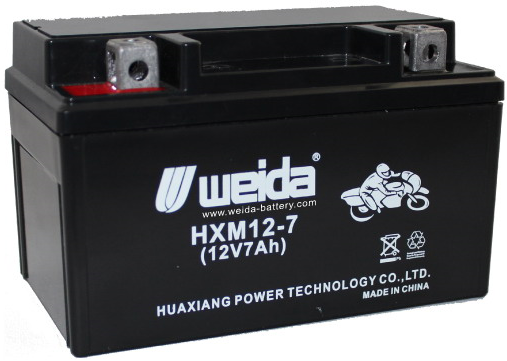 weida®
www.weida-battery.com
HXM12-7
(12V7Ah)
HUAXIANG POWER TECHNOLOGY CO.,LTD.
MADE IN CHINA